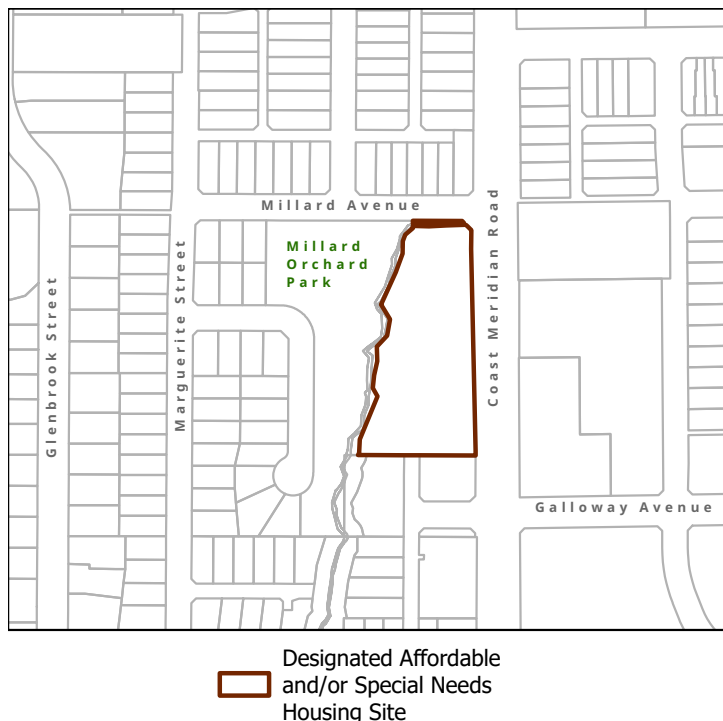 Millard Avenue
Millard
Orchard
Park
Coast Meridian Road
Marguerite Street
Glenbrook Street
Galloway Avenue
Designated Affordable
and/or Special Needs
Housing Site